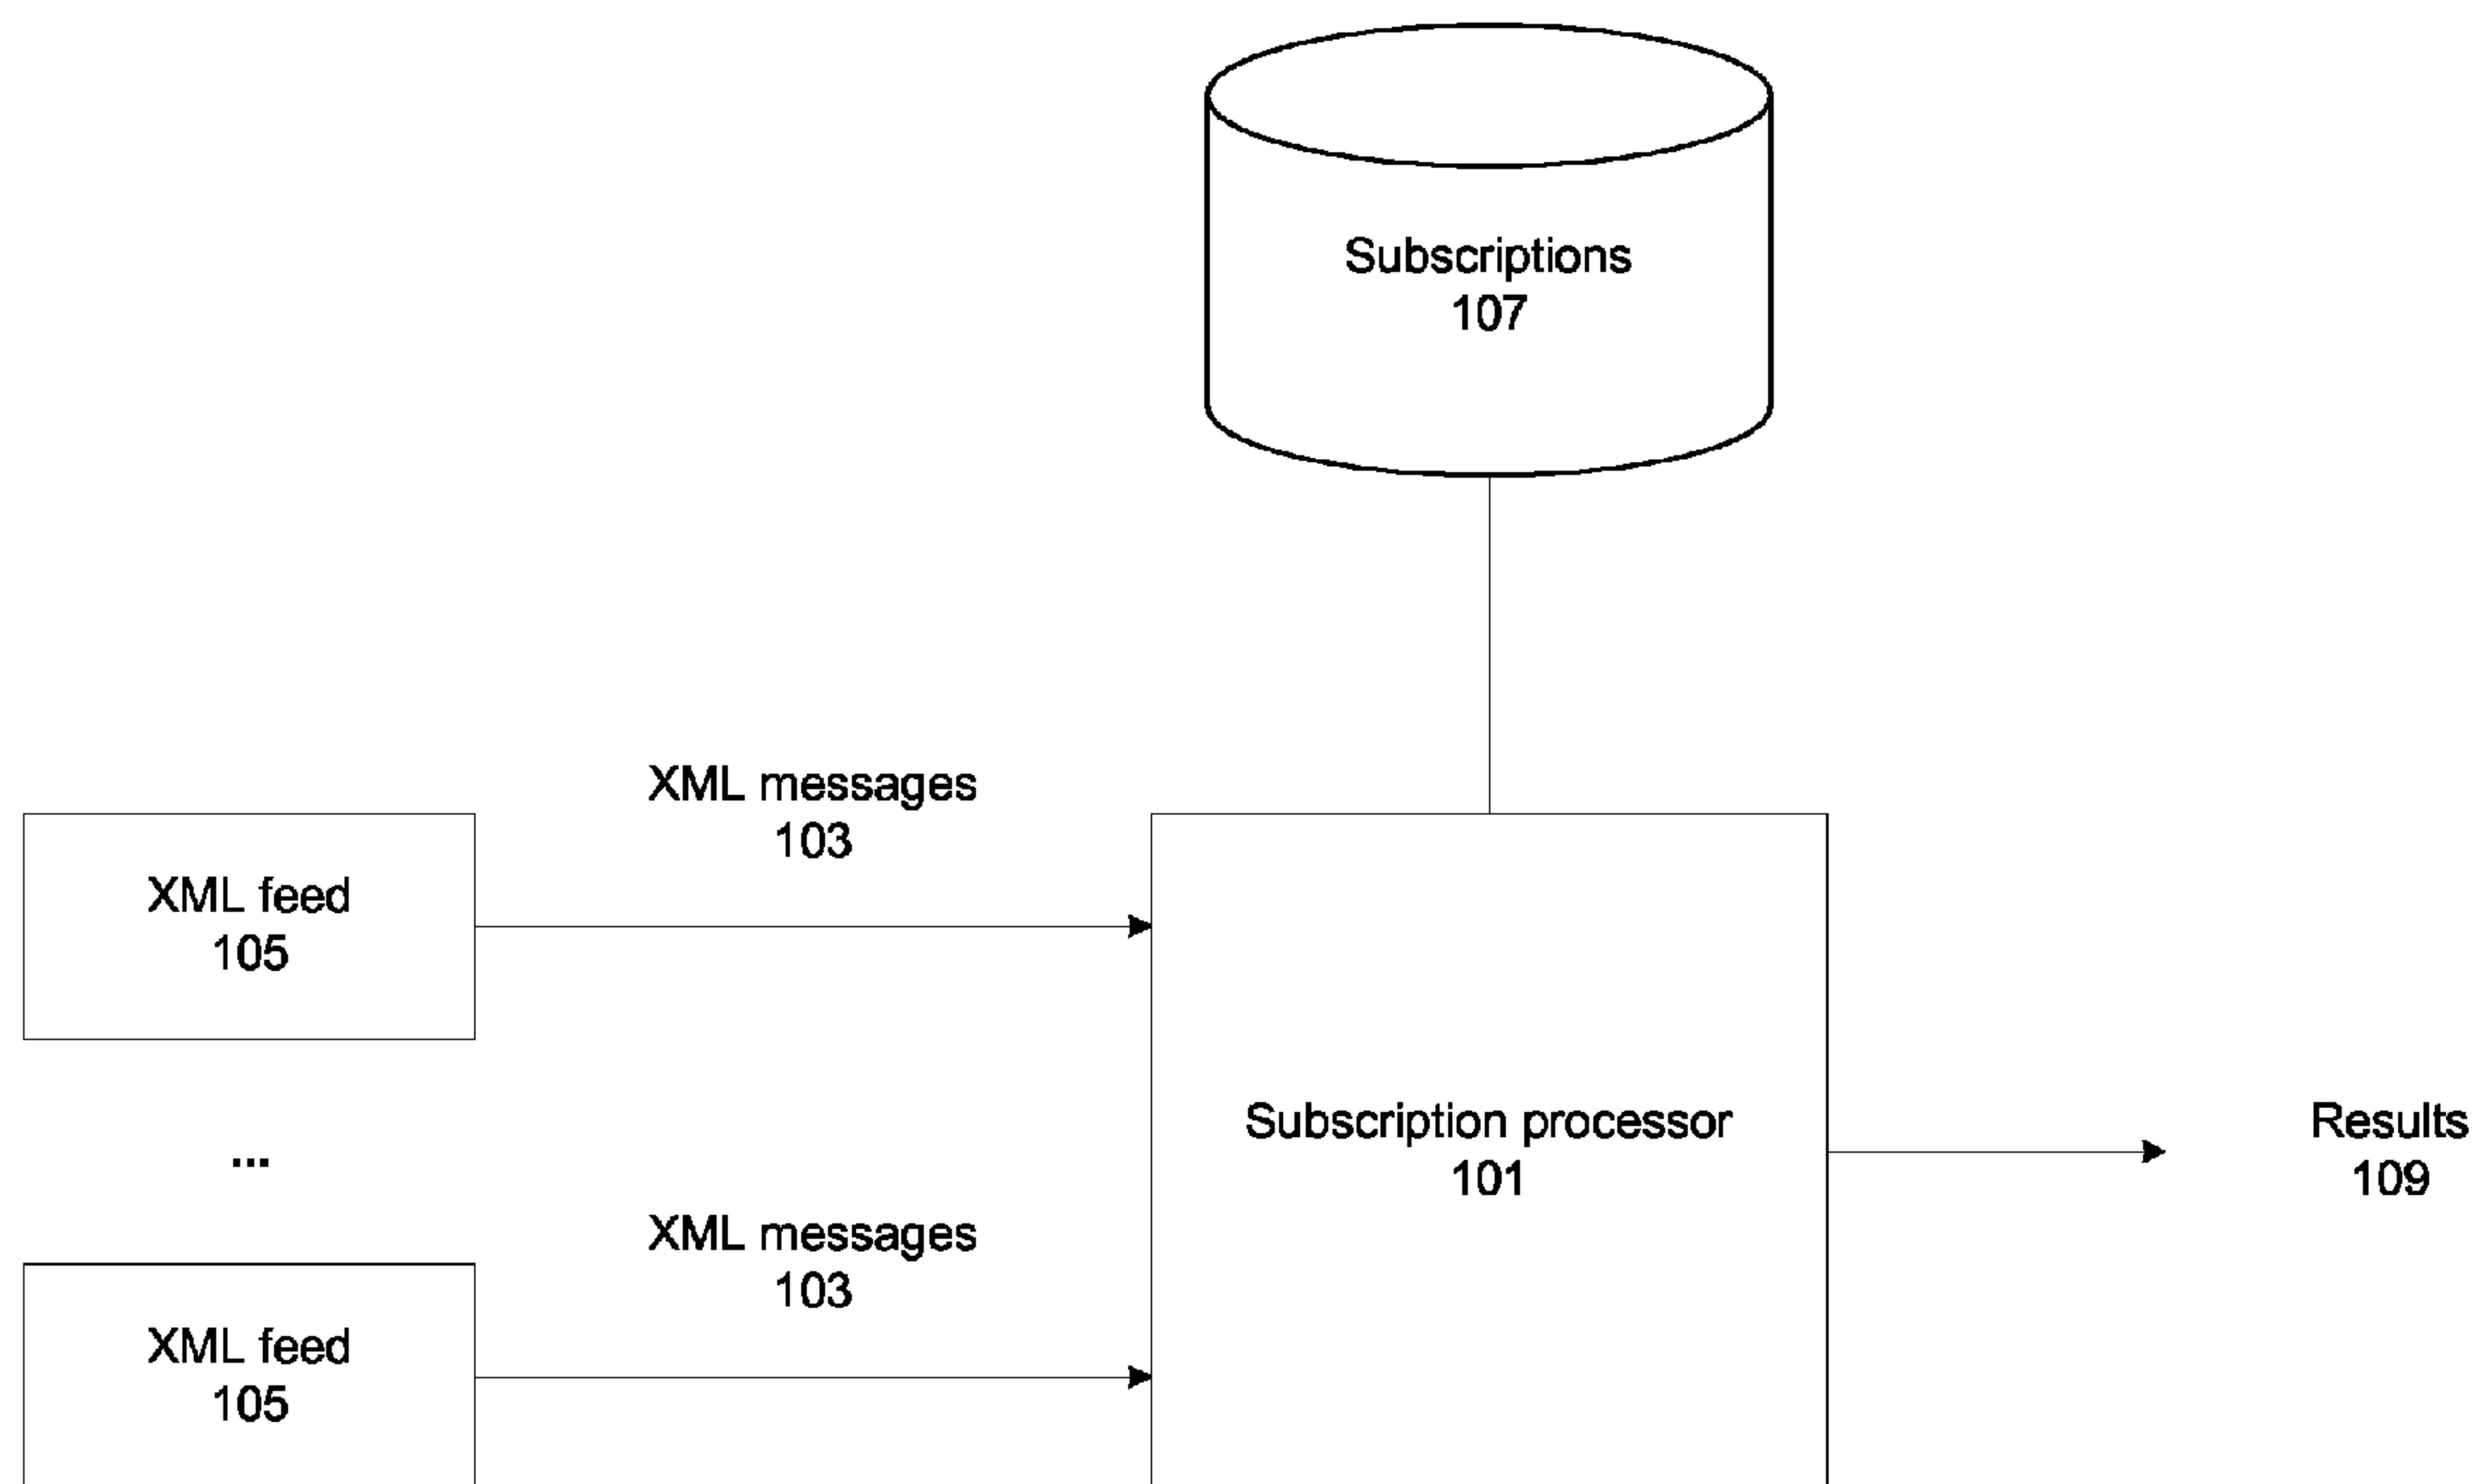 Subscriptions
107
XML messages
103
XML feed
105
Subscription processor
101
Results
109
...
XML messages
103
XML feed
105